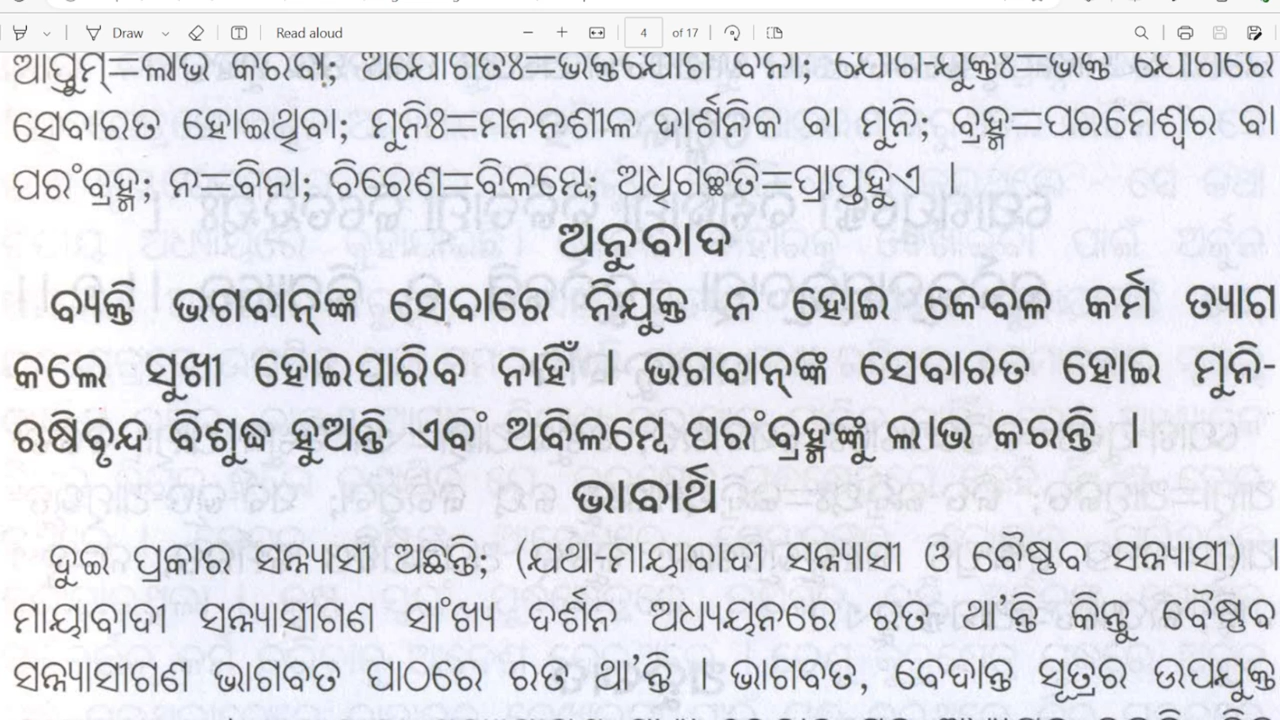 Draw
Read aloud
4 of 17
ଆପ୍ତୁମ୍=ଲାଭ କରିବା; ଅଯୋଗତଃ=ଭକ୍ତିଯୋଗ ବିନା; ଯୋଗ-ଯୁକ୍ତଃ=ଭକ୍ତି ଯୋଗରେ
ସେବାରତ ହୋଇଥିବା; ମୁନିଃ=ମନନଶୀଳ ଦାର୍ଶନିକ ବା ମୁନି; ବ୍ରହ୍ମ=ପରମେଶ୍ଵର ବା
ପରଂବ୍ରହ୍ମ; ନ=ବିନା; ଚିରେଣ=ବିଳମ୍ବେ; ଅଧିଗଚ୍ଛତି=ପ୍ରାପ୍ତହୁଏ ।
ଅନୁବାଦ
ବ୍ୟକ୍ତି ଭଗବାନ୍‌ଙ୍କ ସେବାରେ ନିଯୁକ୍ତ ନ ହୋଇ କେବଳ କର୍ମ ତ୍ୟାଗ
କଲେ ସୁଖୀ ହୋଇପାରିବ ନାହିଁ । ଭଗବାନ୍‌ଙ୍କ ସେବାରତ ହୋଇ ମୁନି-
ଋଷିବୃନ୍ଦ ବିଶୁଦ୍ଧ ହୁଅନ୍ତି ଏବଂ ଅବିଳମ୍ବେ ପରଂବ୍ରହ୍ମଙ୍କୁ ଲାଭ କରନ୍ତି ।
ଭାବାର୍ଥ
ଦୁଇ ପ୍ରକାର ସନ୍ନ୍ୟାସୀ ଅଛନ୍ତି; (ଯଥା-ମାୟାବାଦୀ ସନ୍ନ୍ୟାସୀ ଓ ବୈଷ୍ଣବ ସନ୍ନ୍ୟାସୀ) ।
ମାୟାବାଦୀ ସନ୍ନ୍ୟାସୀଗଣ ସାଂଖ୍ୟ ଦର୍ଶନ ଅଧ୍ୟୟନରେ ରତ ଥା’ନ୍ତି କିନ୍ତୁ ବୈଷ୍ଣବ
ସନ୍ନ୍ୟାସୀଗଣ ଭାଗବତ ପାଠରେ ରତ ଥା’ନ୍ତି । ଭାଗବତ, ବେଦାନ୍ତ ସୂତ୍ରର ଉପଯୁକ୍ତ